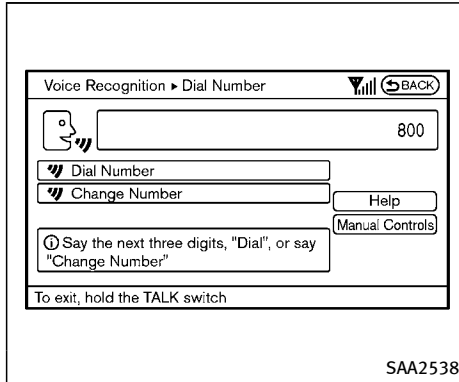 Voice Recognition ▸ Dial Number
BACK
800
Dial Number
Change Number
Help
Manual Controls
Say the next three digits, "Dial", or say
"Change Number"
To exit, hold the TALK switch
SAA2538